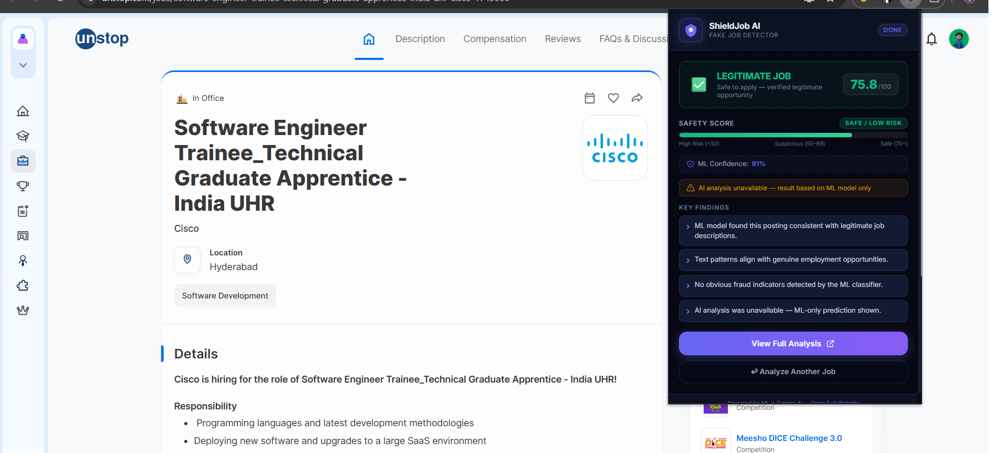 unstop
Description
Compensation
Reviews
FAQs & Discussi
In Office
Software Engineer
Trainee_Technical
Graduate Apprentice -
India UHR
CISCO
Cisco
Location
Hyderabad
Software Development
Details
Cisco is hiring for the role of Software Engineer Trainee_Technical Graduate Apprentice - India UHR!
Responsibility
• Programming languages and latest development methodologies
• Deploying new software and upgrades to a large SaaS environment
ShieldJob AI
FAKE JOB DETECTOR
DONE
LEGITIMATE JOB
Safe to apply — verified legitimate
opportunity
75.8/100
SAFETY SCORE
SAFE / LOW RISK
High Risk (<50)
Suspicious (50–69)
Safe (70+)
ML Confidence: 91%
AI analysis unavailable — result based on ML model only
KEY FINDINGS
› ML model found this posting consistent with legitimate job
descriptions.
› Text patterns align with genuine employment opportunities.
› No obvious fraud indicators detected by the ML classifier.
› AI analysis was unavailable — ML-only prediction shown.
View Full Analysis
↩ Analyze Another Job
Powered by ML + Gemini AI · Open Full Website
Competition
DICE
CHALLENGE
Meesho DICE Challenge 3.0
Competition